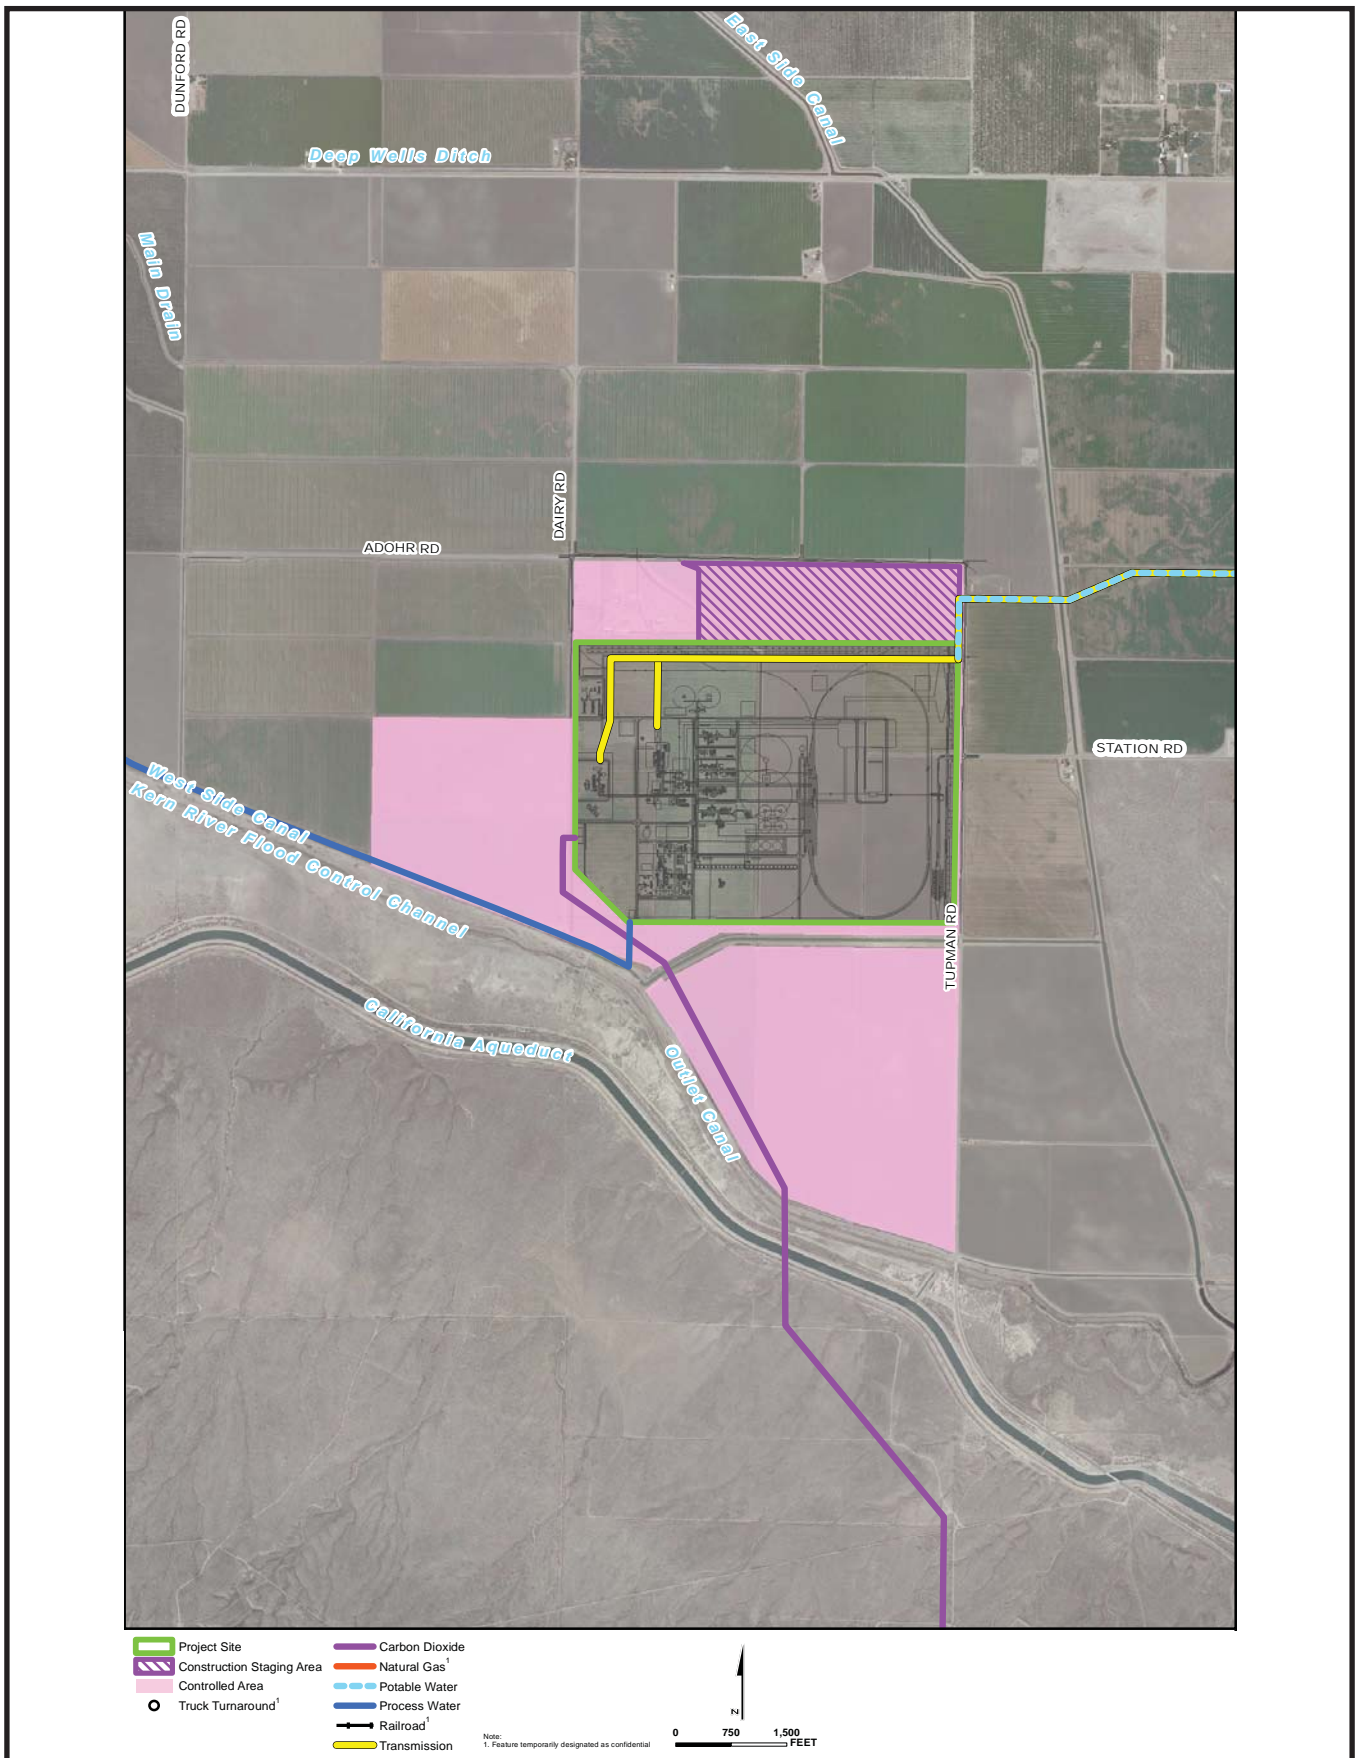 DUNFORD RD
East Side Canal
Deep Wells Ditch
Main Drain
DAIRY RD
ADOHR RD
STATION RD
West Side Canal
Kern River Flood Control Channel
TUPMAN RD
California Aqueduct
Outlet Canal
Project Site
Construction Staging Area
Controlled Area
Truck Turnaround1
Carbon Dioxide
Natural Gas1
Potable Water
Process Water
Railroad1
Transmission
Note:
1. Feature temporarily designated as confidential
Z
0 750 1,500
FEET